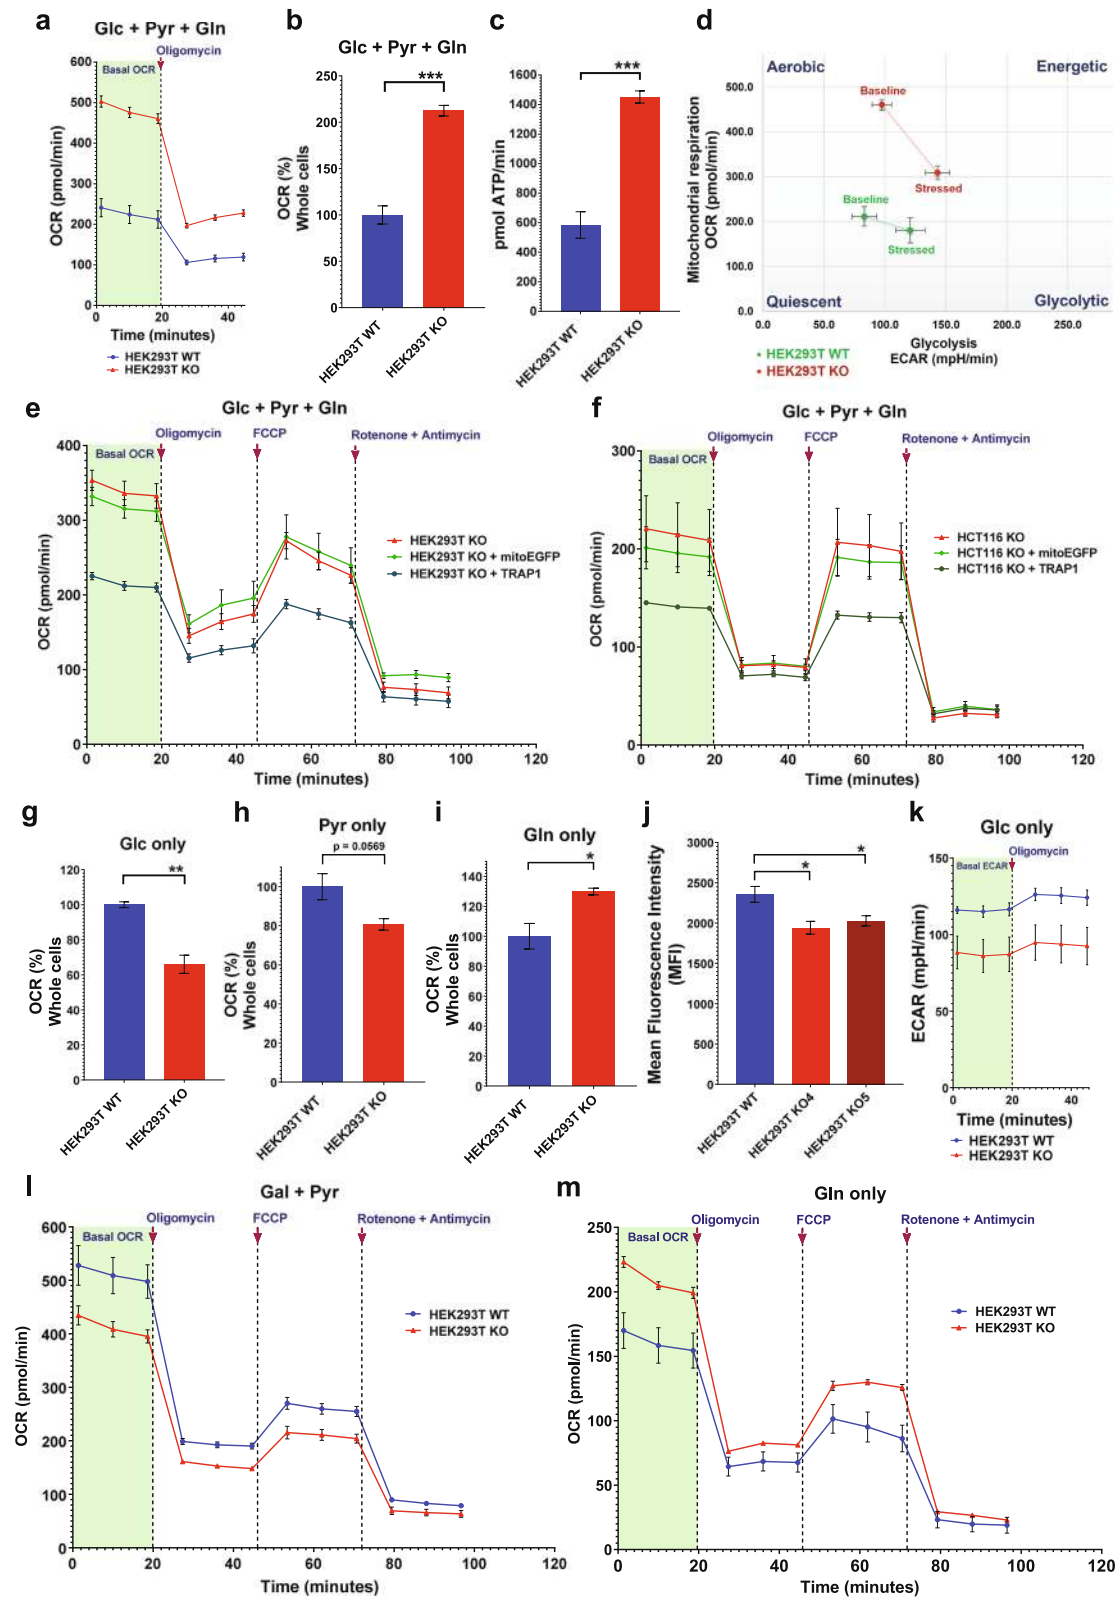 a
Glc + Pyr + Gln
Oligomycin
Basal OCR
OCR (pmol/min)
600
500
400
300
200
100
0
0
20
40
Time (minutes)
HEK293T WT
HEK293T KO
b
Glc + Pyr + Gln
***
OCR (%)
Whole cells
250
200
150
100
50
0
HEK293T WT
HEK293T KO
c
***
pmol ATP/min
1600
1400
1200
1000
800
600
400
200
0
HEK293T WT
HEK293T KO
d
Aerobic
Energetic
Baseline
Stressed
Baseline
Stressed
Quiescent
Glycolytic
Mitochondrial respiration
OCR (pmol/min)
500.0
400.0
300.0
200.0
100.0
0.0
0.0
50.0
100.0
150.0
200.0
250.0
Glycolysis
ECAR (mpH/min)
HEK293T WT
HEK293T KO
e
Glc + Pyr + Gln
Oligomycin
FCCP
Rotenone + Antimycin
Basal OCR
OCR (pmol/min)
400
300
200
100
0
0
20
40
60
80
100
120
Time (minutes)
HEK293T KO
HEK293T KO + mitoEGFP
HEK293T KO + TRAP1
f
Glc + Pyr + Gln
Oligomycin
FCCP
Rotenone + Antimycin
Basal OCR
OCR (pmol/min)
300
200
100
0
0
20
40
60
80
100
120
Time (minutes)
HCT116 KO
HCT116 KO + mitoEGFP
HCT116 KO + TRAP1
g
Glc only
**
OCR (%)
Whole cells
120
100
80
60
40
20
0
HEK293T WT
HEK293T KO
h
Pyr only
p = 0.0569
OCR (%)
Whole cells
100
80
60
40
20
0
HEK293T WT
HEK293T KO
i
Gln only
*
OCR (%)
Whole cells
140
120
100
80
60
40
20
0
HEK293T WT
HEK293T KO
j
*
*
Mean Fluorescence Intensity
(MFI)
3000
2500
2000
1500
1000
500
0
HEK293T WT
HEK293T KO4
HEK293T KO5
k
Glc only
Oligomycin
Basal ECAR
ECAR (mpH/min)
150
100
50
0
0
20
40
Time (minutes)
HEK293T WT
HEK293T KO
l
Gal + Pyr
Oligomycin
FCCP
Rotenone + Antimycin
Basal OCR
OCR (pmol/min)
600
500
400
300
200
100
0
0
20
40
60
80
100
120
Time (minutes)
HEK293T WT
HEK293T KO
m
Gln only
Oligomycin
FCCP
Rotenone + Antimycin
Basal OCR
OCR (pmol/min)
250
200
150
100
50
0
0
20
40
60
80
100
120
Time (minutes)
HEK293T WT
HEK293T KO